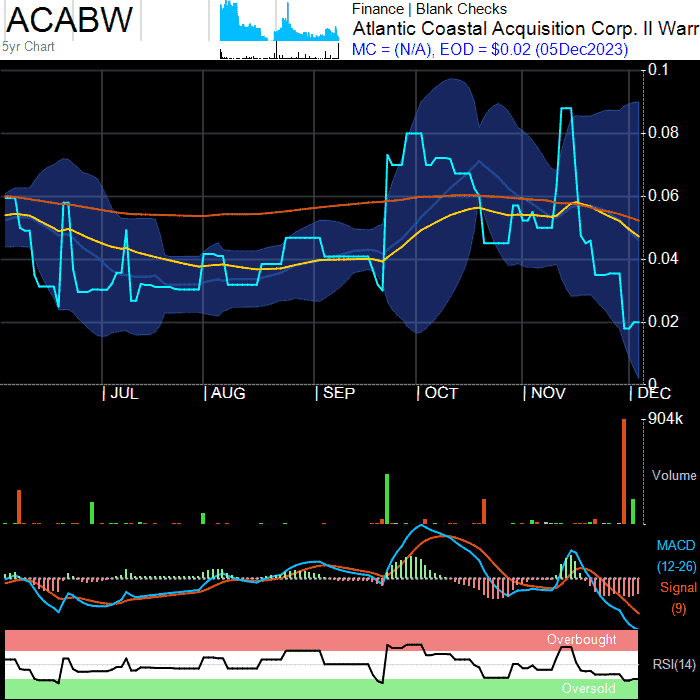 ACABW
5yr Chart
Finance | Blank Checks
Atlantic Coastal Acquisition Corp. II Warr
MC = (N/A), EOD = $0.02 (05Dec2023)
0.1
0.08
0.06
0.04
0.02
0
JUL
AUG
SEP
OCT
NOV
DEC
904k
Volume
MACD
(12-26)
Signal
(9)
Overbought
RSI(14)
Oversold